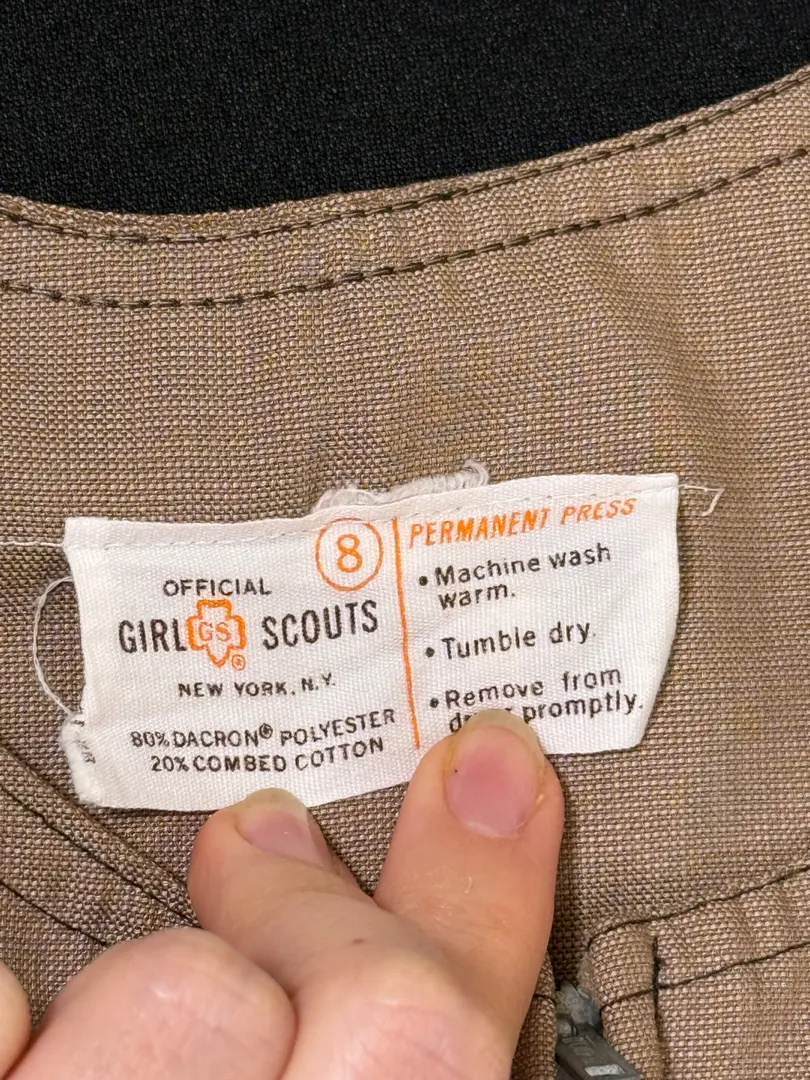 8
OFFICIAL
GIRL GS SCOUTS
®
NEW YORK, N.Y.
80% DACRON® POLYESTER
20% COMBED COTTON
PERMANENT PRESS
• Machine wash
warm.
• Tumble dry.
• Remove from
promptly.